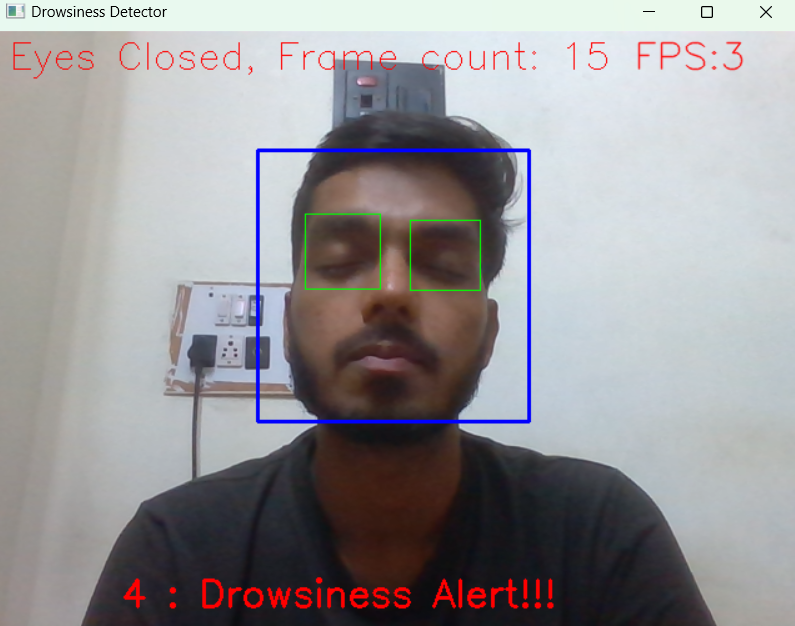 Drowsiness Detector
Eyes Closed, Frame count: 15 FPS:3
4 : Drowsiness Alert!!!